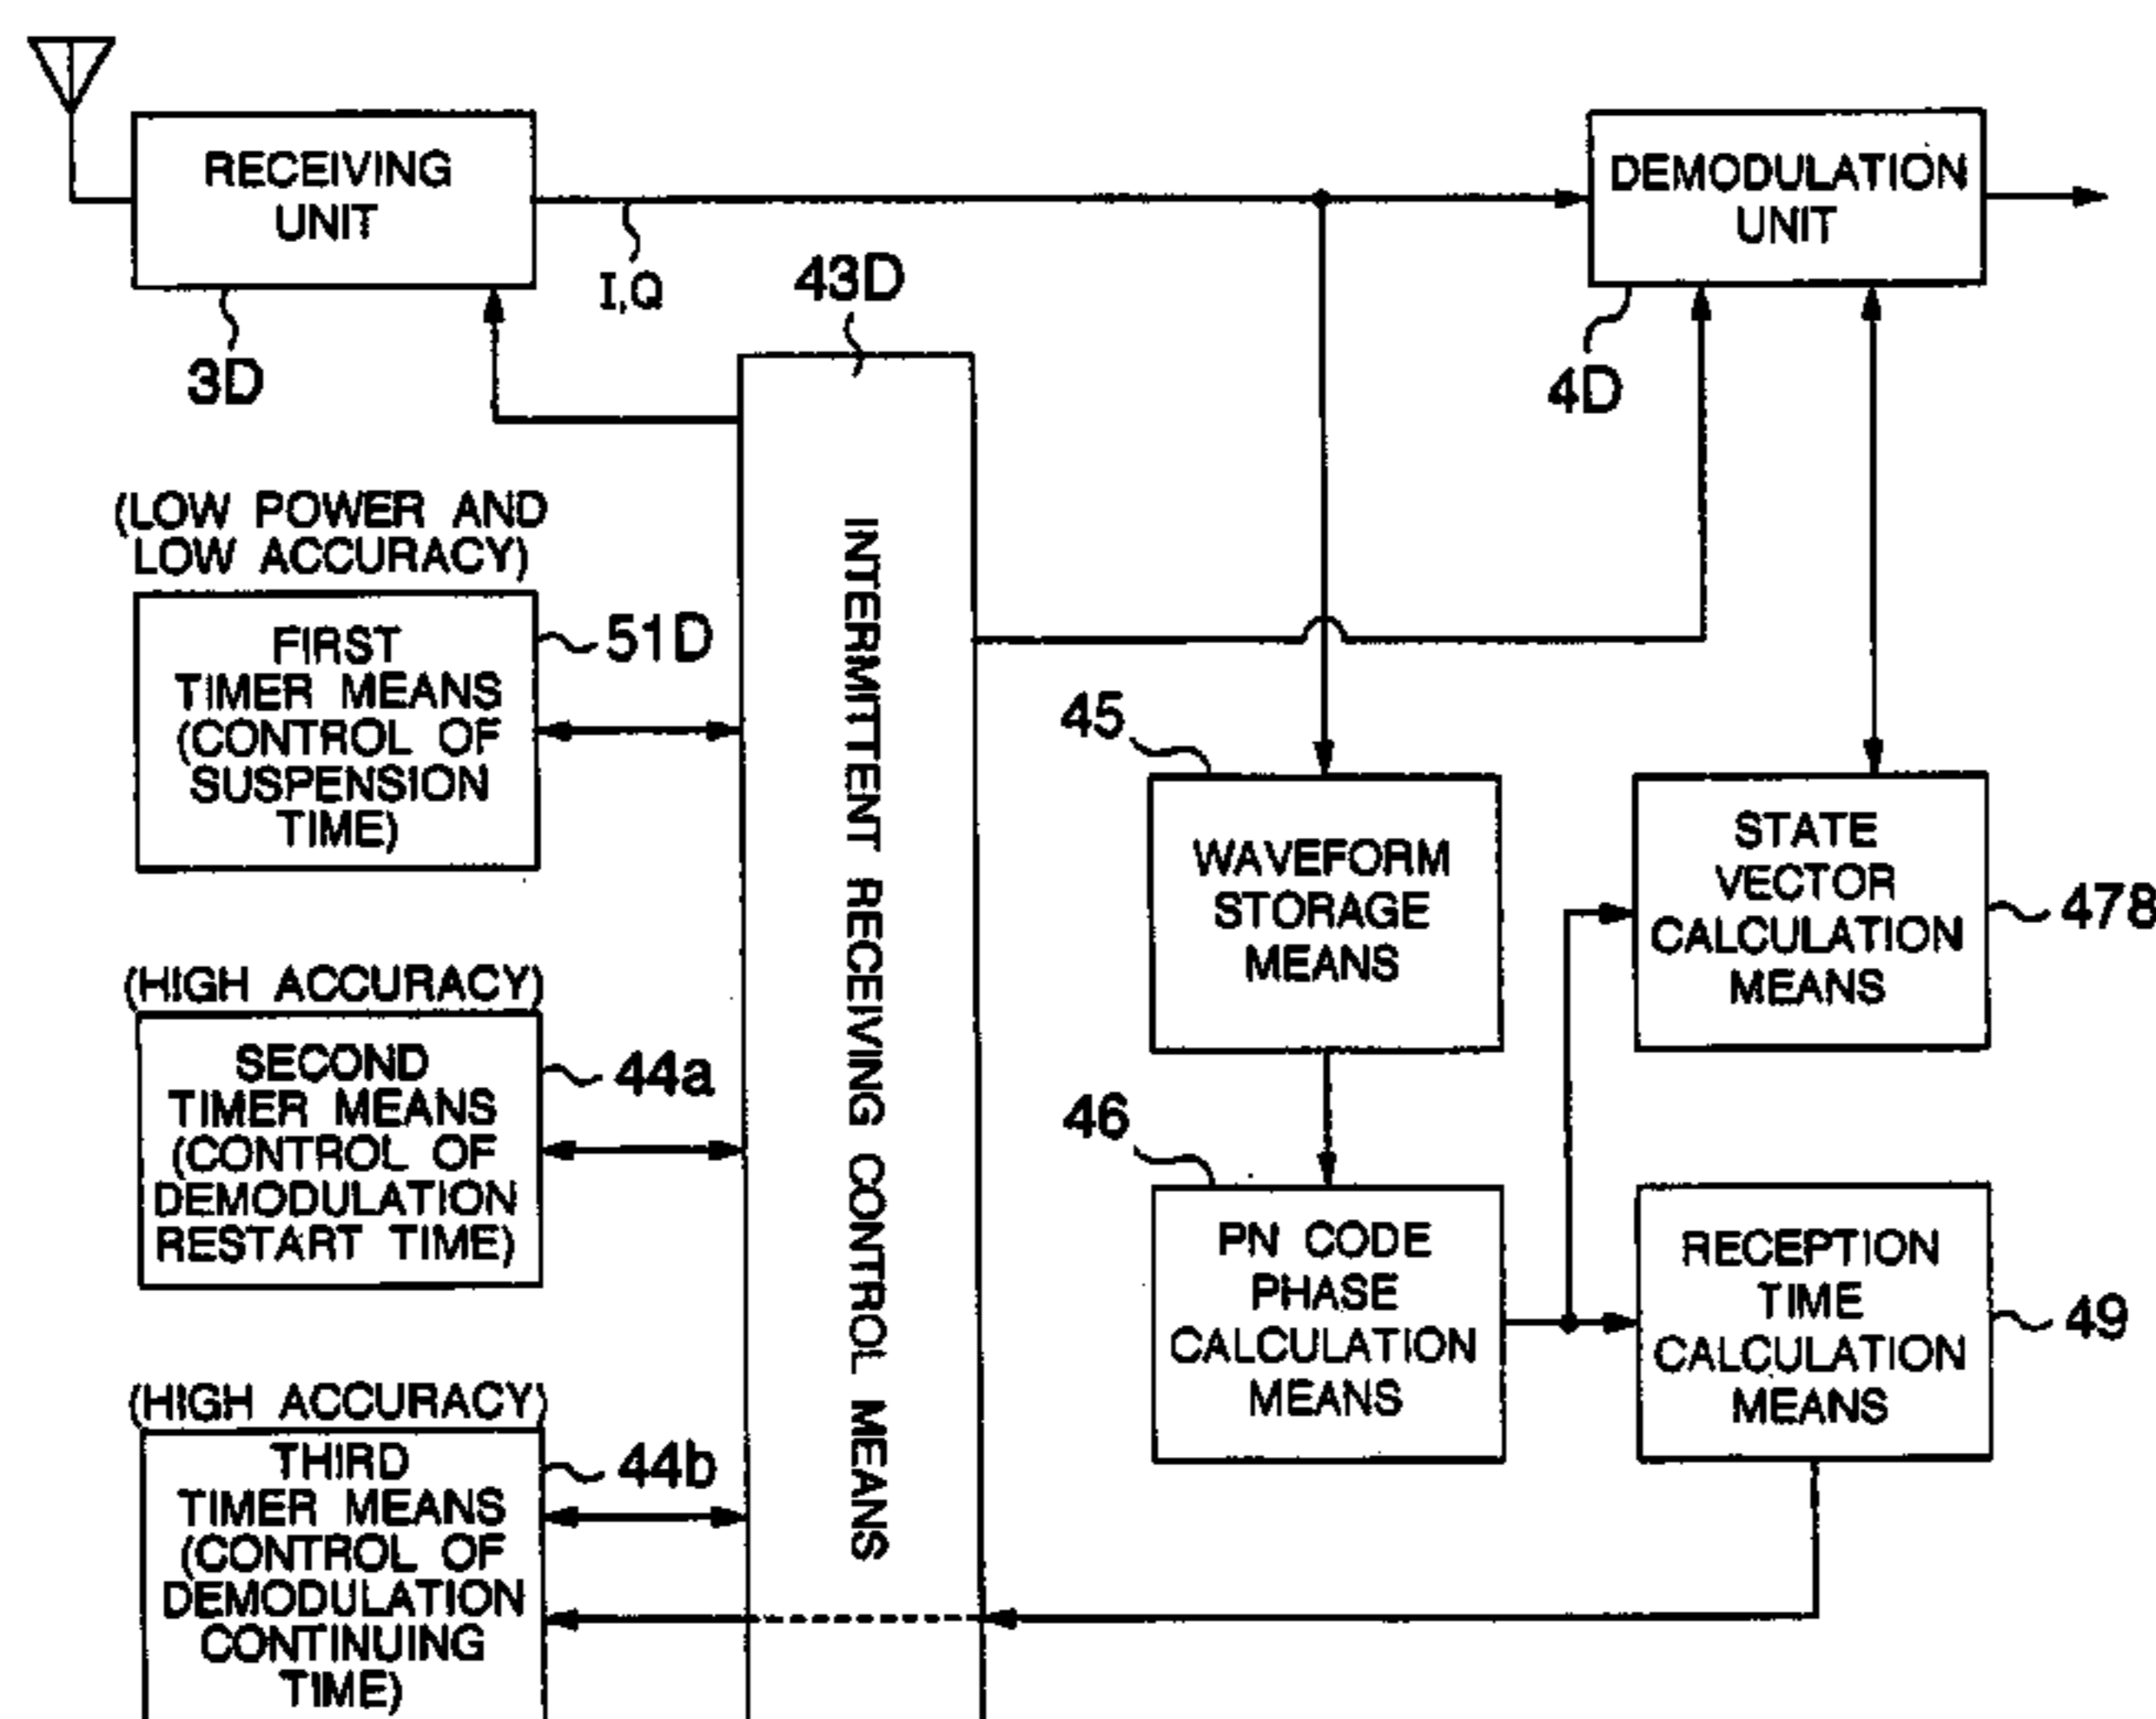 RECEIVING
UNIT
DEMODULATION
UNIT
I,Q
43D
3D
4D
(LOW POWER AND
LOW ACCURACY)
FIRST
TIMER MEANS
(CONTROL OF
SUSPENSION
TIME)
51D
INTERMITTENT RECEIVING CONTROL MEANS
45
WAVEFORM
STORAGE
MEANS
STATE
VECTOR
CALCULATION
MEANS
478
(HIGH ACCURACY)
SECOND
TIMER MEANS
(CONTROL OF
DEMODULATION
RESTART TIME)
44a
46
PN CODE
PHASE
CALCULATION
MEANS
RECEPTION
TIME
CALCULATION
MEANS
49
(HIGH ACCURACY)
THIRD
TIMER MEANS
(CONTROL OF
DEMODULATION
CONTINUING
TIME)
44b